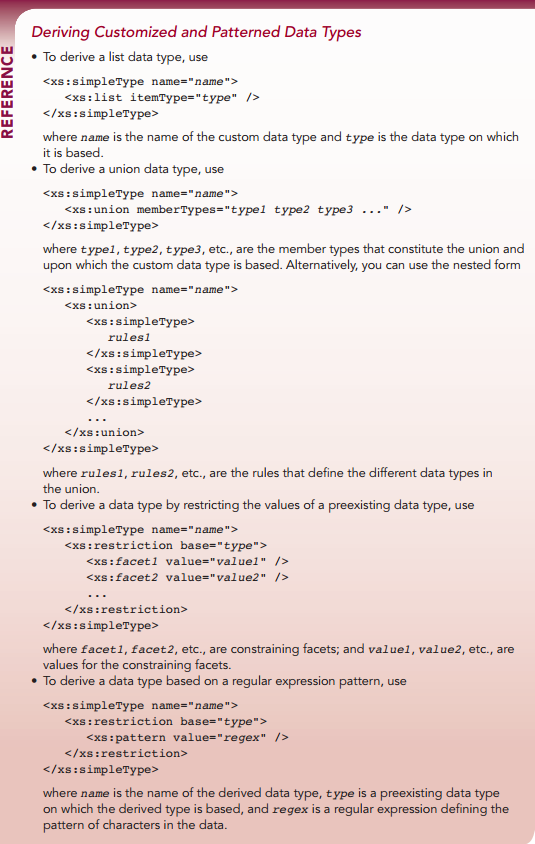 REFERENCE
Deriving Customized and Patterned Data Types
• To derive a list data type, use
<xs:simpleType name="name">
<xs:list itemType="type" />
</xs:simpleType>
where name is the name of the custom data type and type is the data type on which
it is based.
• To derive a union data type, use
<xs:simpleType name="name">
<xs:union memberTypes="type1 type2 type3 ..." />
</xs:simpleType>
where type1, type2, type3, etc., are the member types that constitute the union and
upon which the custom data type is based. Alternatively, you can use the nested form
<xs:simpleType name="name">
<xs:union>
<xs:simpleType>
rules1
</xs:simpleType>
<xs:simpleType>
rules2
</xs:simpleType>
...
</xs:union>
</xs:simpleType>
where rules1, rules2, etc., are the rules that define the different data types in
the union.
• To derive a data type by restricting the values of a preexisting data type, use
<xs:simpleType name="name">
<xs:restriction base="type">
<xs:facet1 value="value1" />
<xs:facet2 value="value2" />
...
</xs:restriction>
</xs:simpleType>
where facet1, facet2, etc., are constraining facets; and value1, value2, etc., are
values for the constraining facets.
• To derive a data type based on a regular expression pattern, use
<xs:simpleType name="name">
<xs:restriction base="type">
<xs:pattern value="regex" />
</xs:restriction>
</xs:simpleType>
where name is the name of the derived data type, type is a preexisting data type
on which the derived type is based, and regex is a regular expression defining the
pattern of characters in the data.